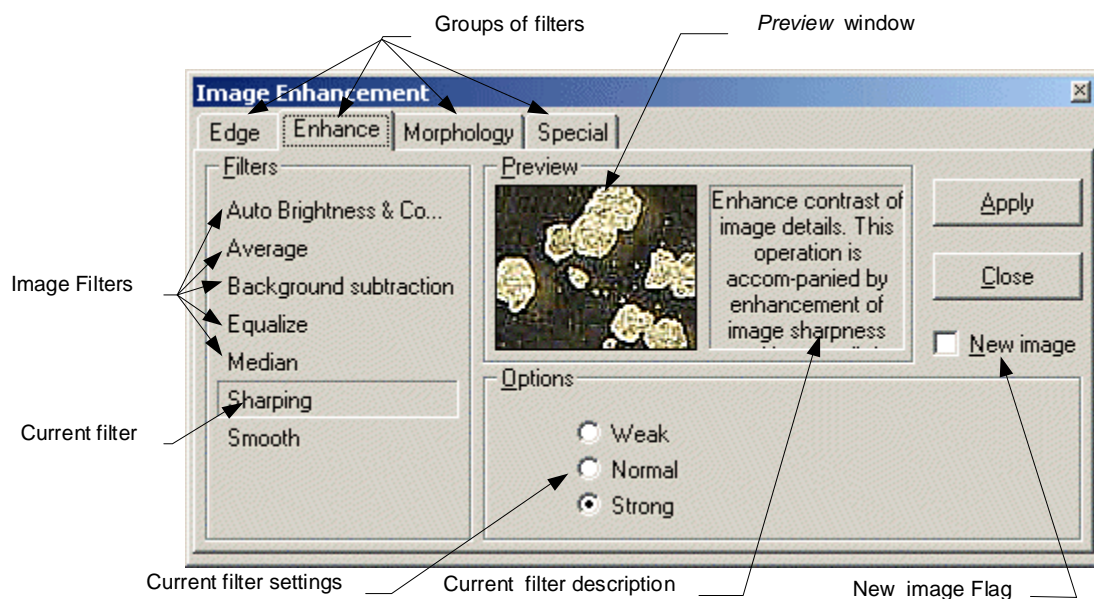 Groups of filters
Preview window
Image Enhancement
Edge
Enhance
Morphology
Special
Filters
Auto Brightness & Co...
Average
Background subtraction
Equalize
Median
Sharping
Smooth
Preview
Enhance contrast of
image details. This
operation is
accom-panied by
enhancement of
image sharpness
Apply
Close
New image
Options
Weak
Normal
Strong
Image Filters
Current filter
Current filter settings
Current filter description
New image Flag